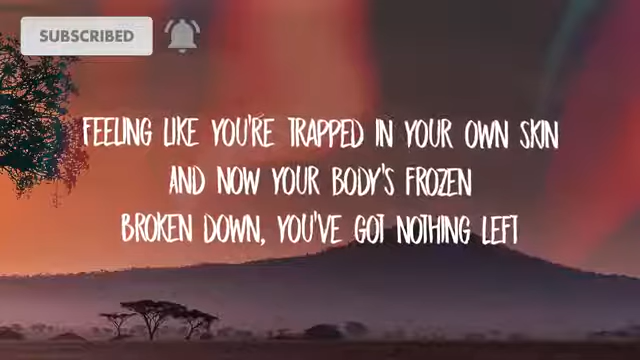 SUBSCRIBED
FEELING LIKE YOU'RE TRAPPED IN YOUR OWN SKIN
AND NOW YOUR BODY'S FROZEN
BROKEN DOWN, YOU'VE GOT NOTHING LEFT